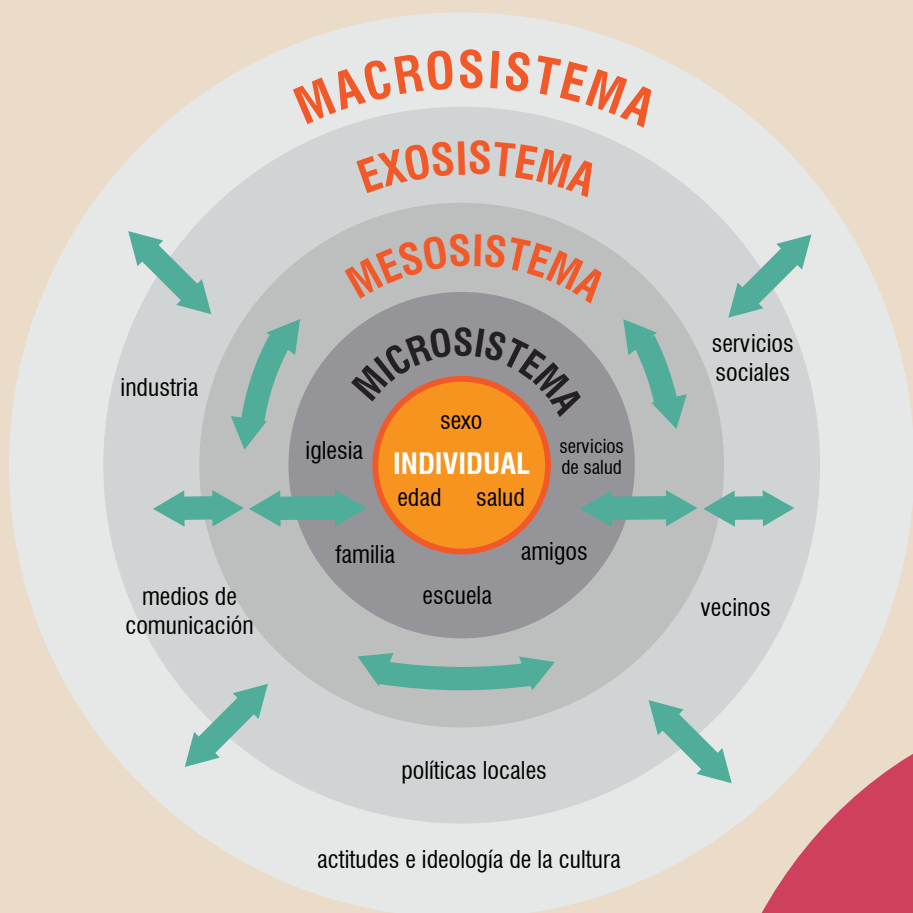 MACROSISTEMA
EXOSISTEMA
MESOSISTEMA
MICROSISTEMA
servicios
sociales
industria
sexo
iglesia
INDIVIDUAL
servicios
de salud
edad
salud
familia
amigos
escuela
medios de
comunicación
vecinos
políticas locales
actitudes e ideología de la cultura